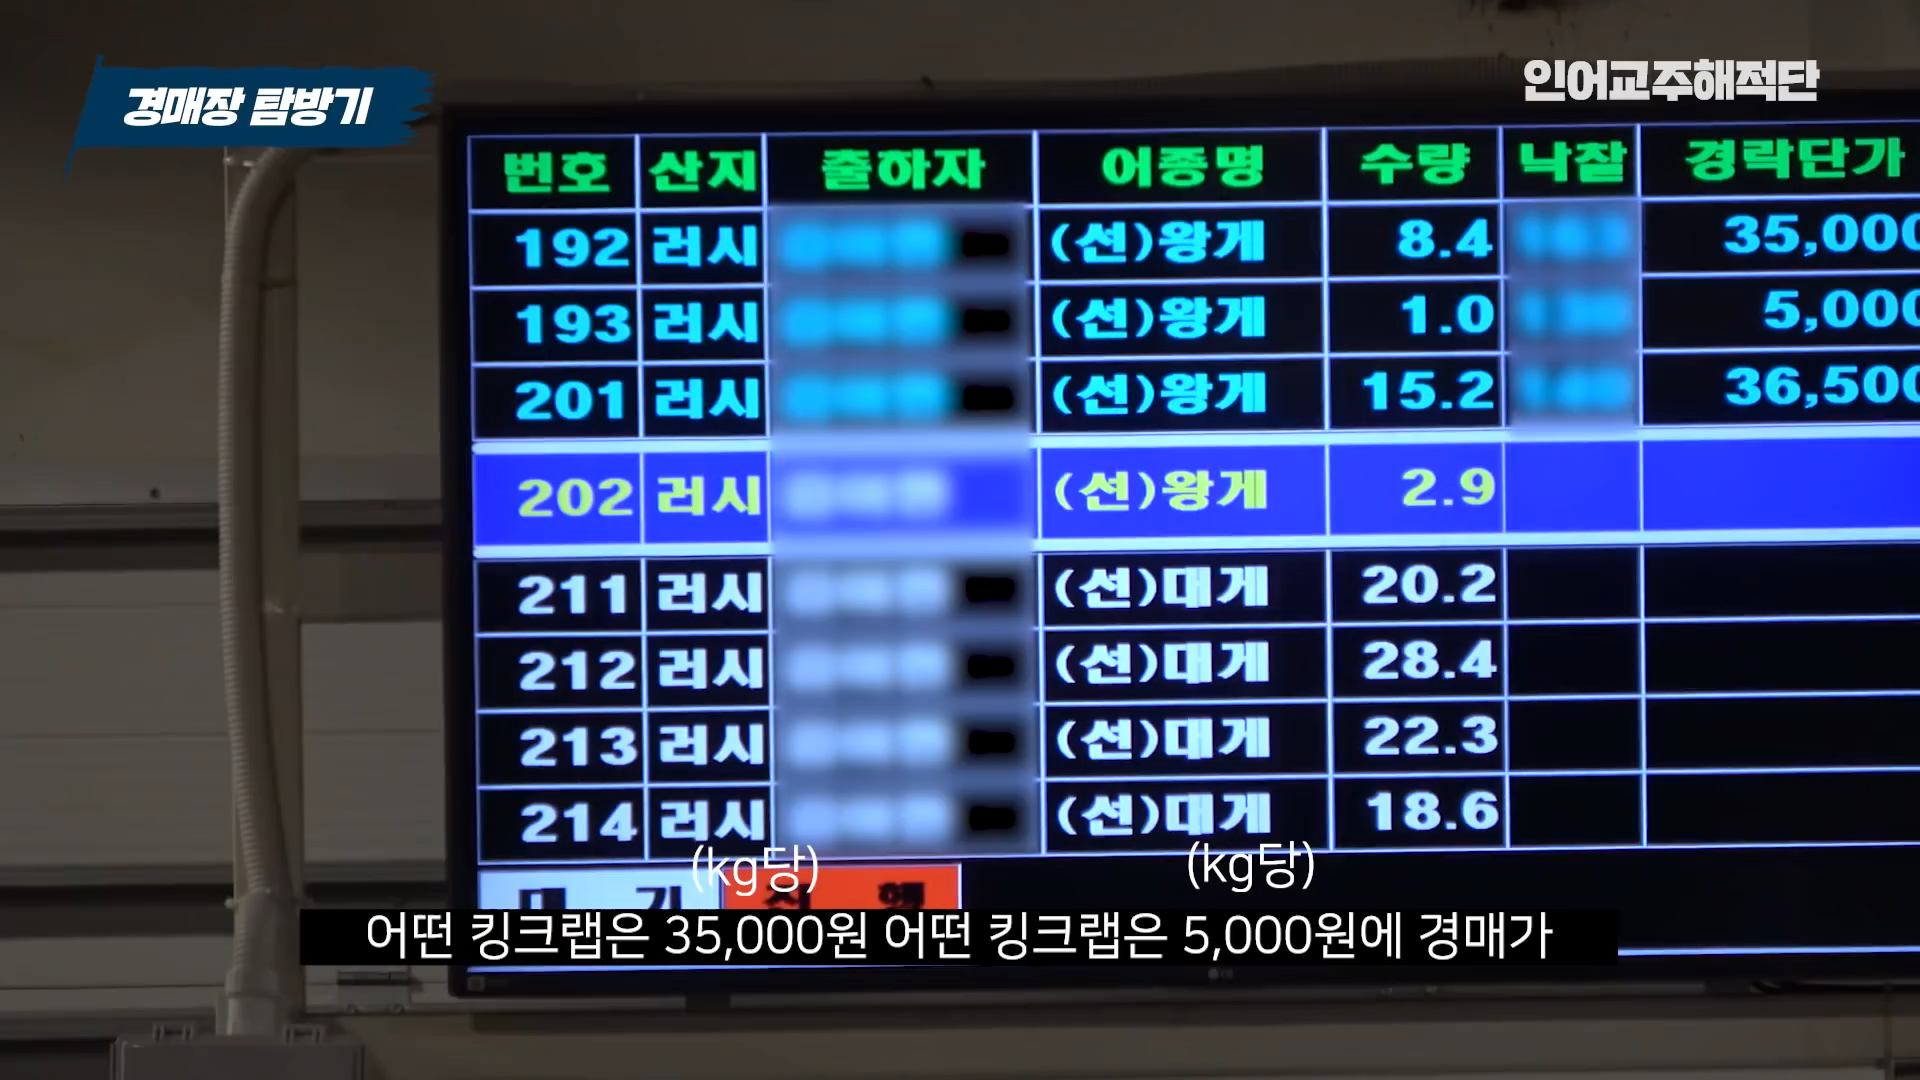 경매장 탐방기
인어교주해적단
번호 산지 출하자 어종명 수량 낙찰 경락단가
192 러시 (선)왕게 8.4 35,000
193 러시 (선)왕게 1.0 5,000
201 러시 (선)왕게 15.2 36,500
202 러시 (선)왕게 2.9
211 러시 (선)대게 20.2
212 러시 (선)대게 28.4
213 러시 (선)대게 22.3
214 러시 (선)대게 18.6
(kg당) (kg당)
어떤 킹크랩은 35,000원 어떤 킹크랩은 5,000원에 경매가